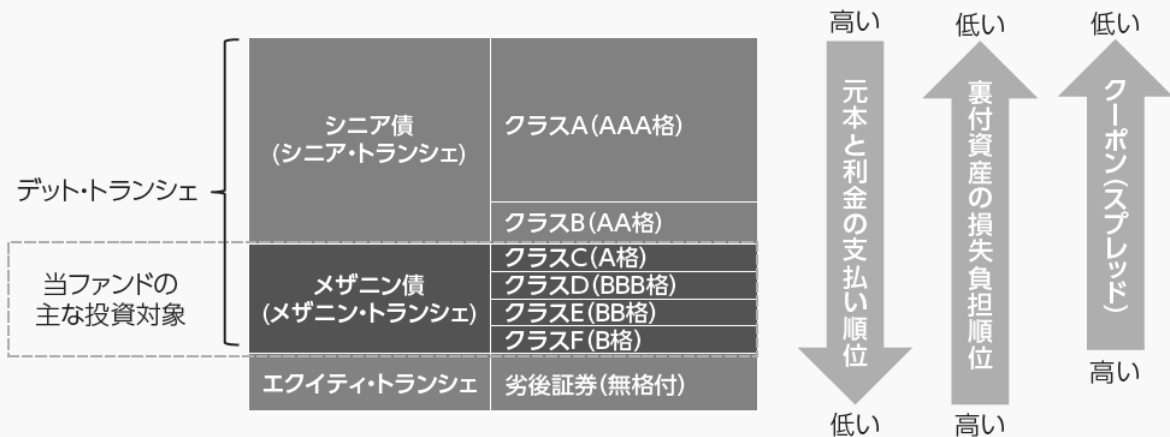 デット・トランシェ
当ファンドの
主な投資対象
シニア債
(シニア・トランシェ)
クラスA(AAA格)
クラスB(AA格)
メザニン債
(メザニン・トランシェ)
クラスC(A格)
クラスD(BBB格)
クラスE(BB格)
クラスF(B格)
エクイティ・トランシェ
劣後証券(無格付)
高い
元本と利金の支払い順位
低い
低い
裏付資産の損失負担順位
高い
低い
クーポン(スプレッド)
高い